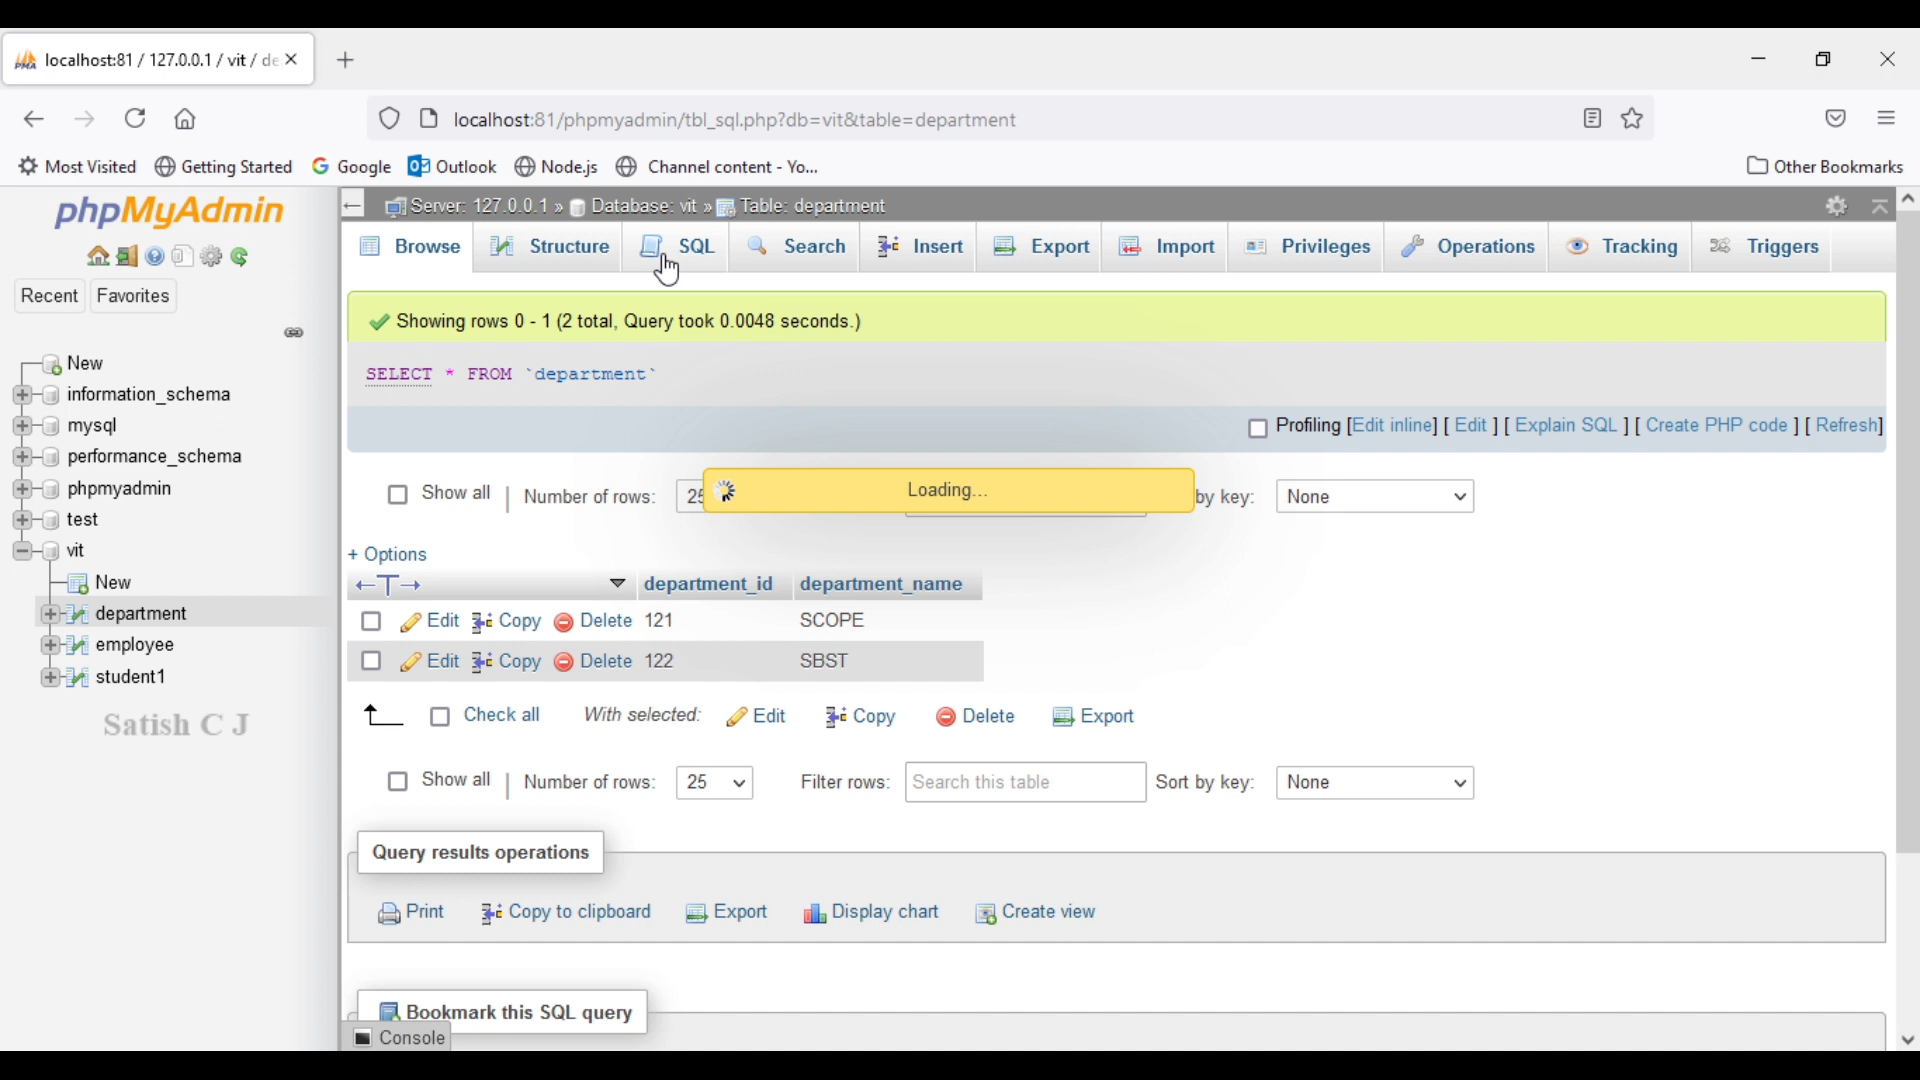 localhost:81 / 127.0.0.1 / vit / de
localhost:81/phpmyadmin/tbl_sql.php?db=vit&table=department
Most Visited Getting Started Google Outlook Node.js Channel content - Yo... Other Bookmarks
phpMyAdmin
Recent Favorites
New
information_schema
mysql
performance_schema
phpmyadmin
test
vit
New
department
employee
student1
Satish C J
Server: 127.0.0.1 » Database: vit » Table: department
Browse Structure SQL Search Insert Export Import Privileges Operations Tracking Triggers
Showing rows 0 - 1 (2 total, Query took 0.0048 seconds.)
SELECT * FROM `department`
Profiling [Edit inline] [ Edit ] [ Explain SQL ] [ Create PHP code ] [ Refresh]
Show all | Number of rows: 25 Loading... by key: None
+ Options
←T→ department_id department_name
Edit Copy Delete 121 SCOPE
Edit Copy Delete 122 SBST
Check all With selected: Edit Copy Delete Export
Show all | Number of rows: 25 Filter rows: Search this table Sort by key: None
Query results operations
Print Copy to clipboard Export Display chart Create view
Bookmark this SQL query
Console